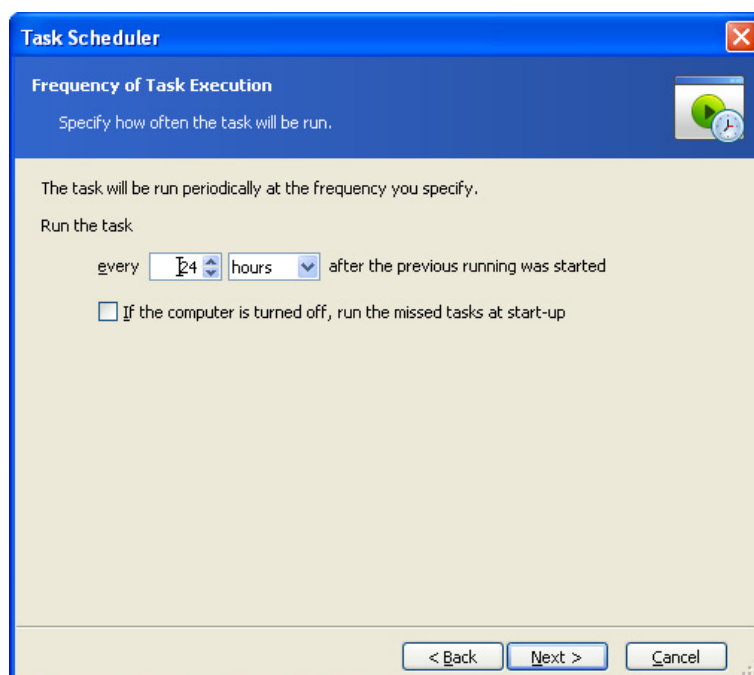 Task Scheduler
Frequency of Task Execution
Specify how often the task will be run.
The task will be run periodically at the frequency you specify.
Run the task
every 24 hours after the previous running was started
If the computer is turned off, run the missed tasks at start-up
< Back Next > Cancel